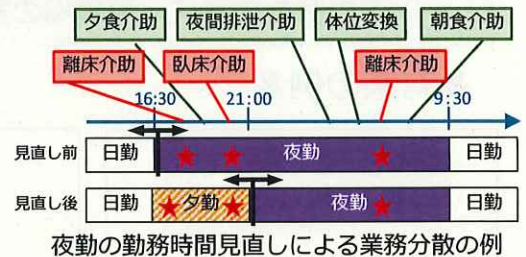 夕食介助 夜間排泄介助 体位変換 朝食介助
離床介助 臥床介助 離床介助
16:30 21:00 9:30
見直し前 日勤 夜勤 日勤
見直し後 日勤 夕勤 夜勤 日勤
夜勤の勤務時間見直しによる業務分散の例